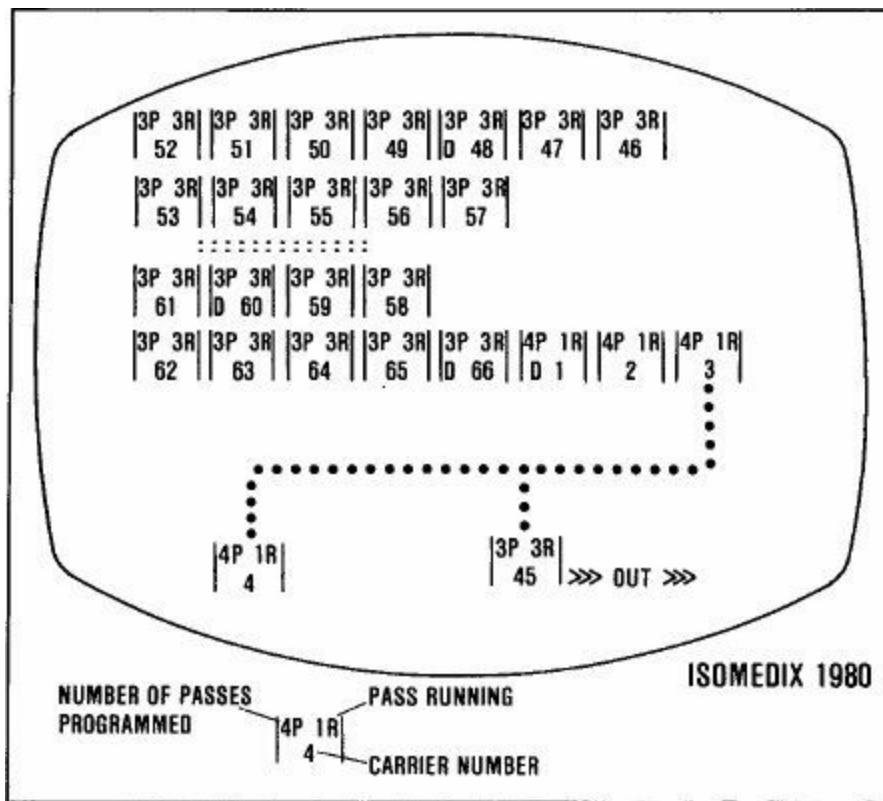 3P 3R 3P 3R 3P 3R 3P 3R 3P 3R 3P 3R 3P 3R
52 51 50 49 D 48 47 46
3P 3R 3P 3R 3P 3R 3P 3R 3P 3R
53 54 55 56 57
3P 3R 3P 3R 3P 3R 3P 3R
61 D 60 59 58
3P 3R 3P 3R 3P 3R 3P 3R 3P 3R 4P 1R 4P 1R 4P 1R
62 63 64 65 D 66 D 1 2 3
4P 1R 3P 3R
4 45 >>> OUT >>>
ISOMEDIX 1980
NUMBER OF PASSES PROGRAMMED
4P 1R
4
PASS RUNNING
CARRIER NUMBER